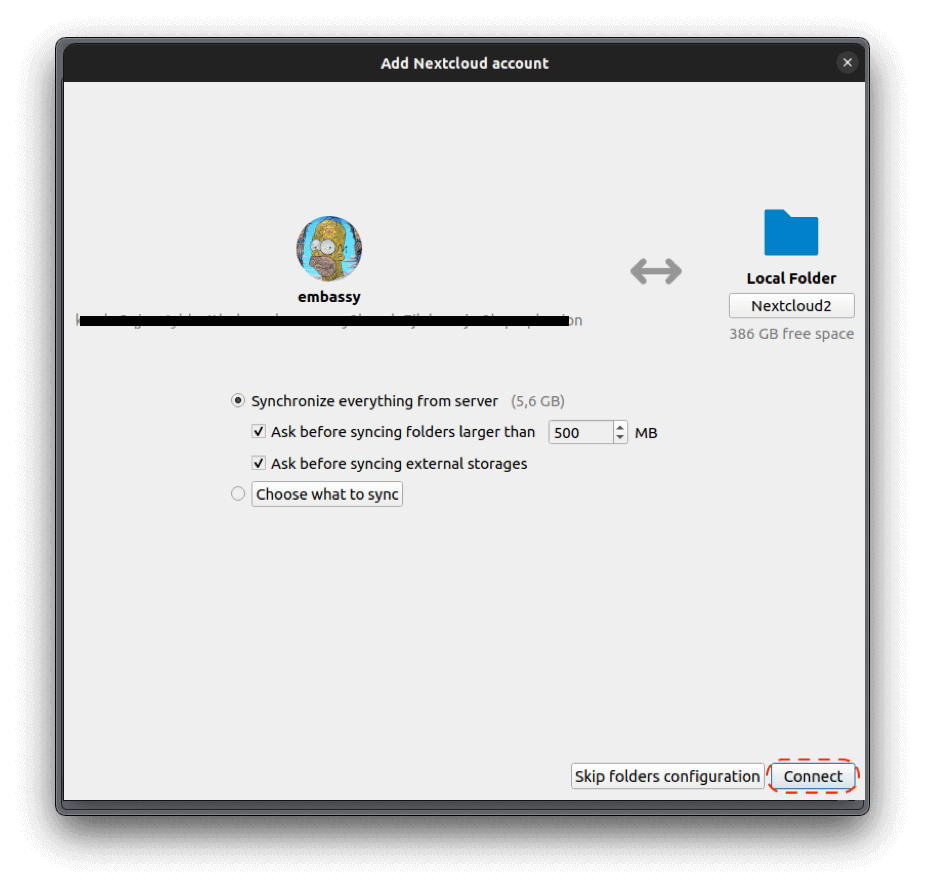 Add Nextcloud account
embassy
Local Folder
Nextcloud2
386 GB free space
Synchronize everything from server (5,6 GB)
Ask before syncing folders larger than 500 MB
Ask before syncing external storages
Choose what to sync
Skip folders configuration
Connect